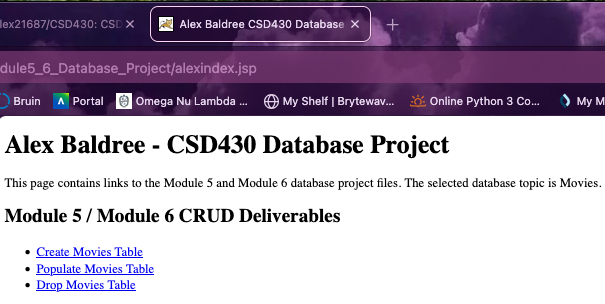 lex21687/CSD430: CSD
Alex Baldree CSD430 Database
dule5_6_Database_Project/alexindex.jsp
Bruin
Portal
Omega Nu Lambda ...
My Shelf | Brytewav...
Online Python 3 Co...
My M
Alex Baldree - CSD430 Database Project
This page contains links to the Module 5 and Module 6 database project files. The selected database topic is Movies.
Module 5 / Module 6 CRUD Deliverables
• Create Movies Table
• Populate Movies Table
• Drop Movies Table